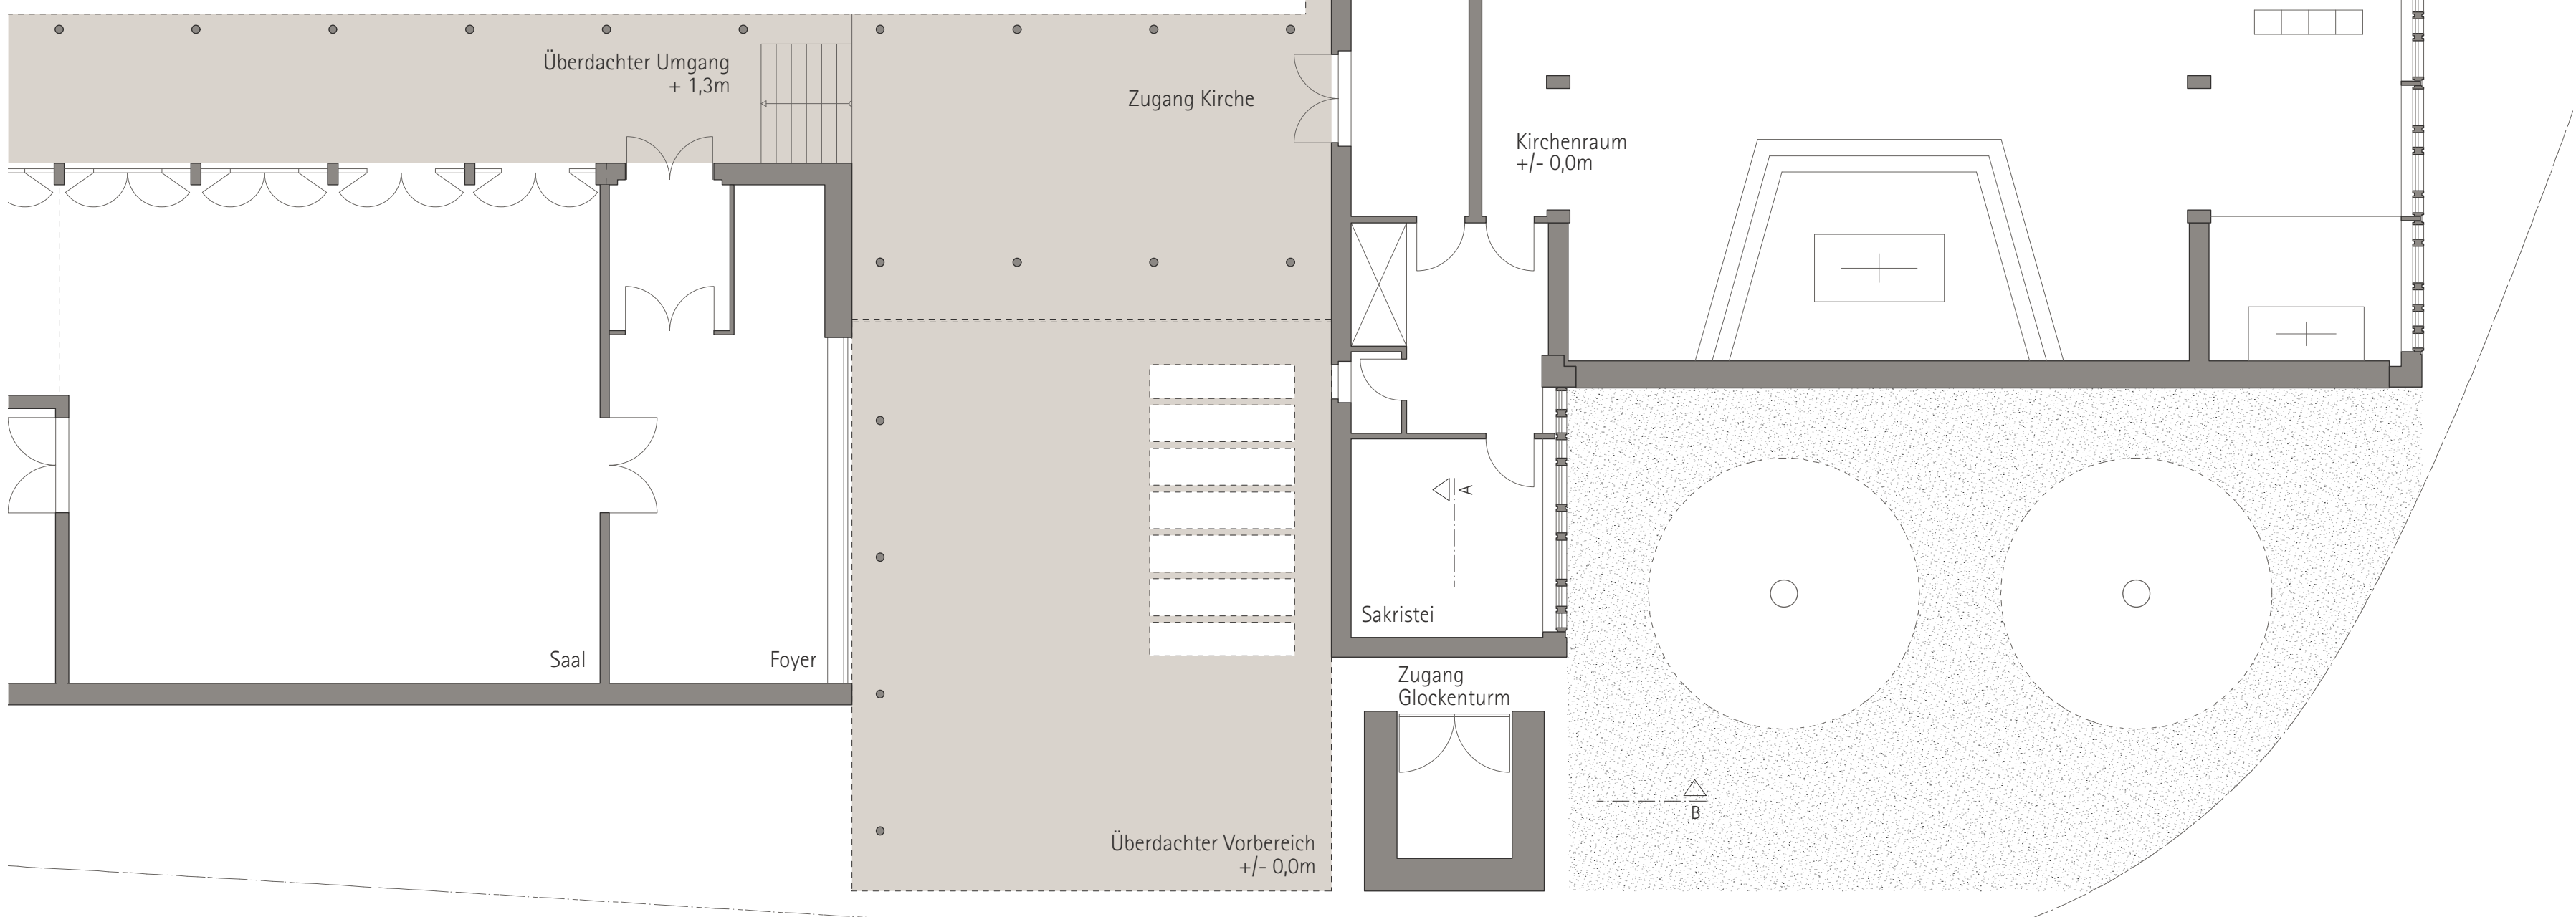 Überdachter Umgang
+ 1,3m
Zugang Kirche
Kirchenraum
+/- 0,0m
A
Sakristei
Saal
Foyer
Zugang
Glockenturm
B
Überdachter Vorbereich
+/- 0,0m